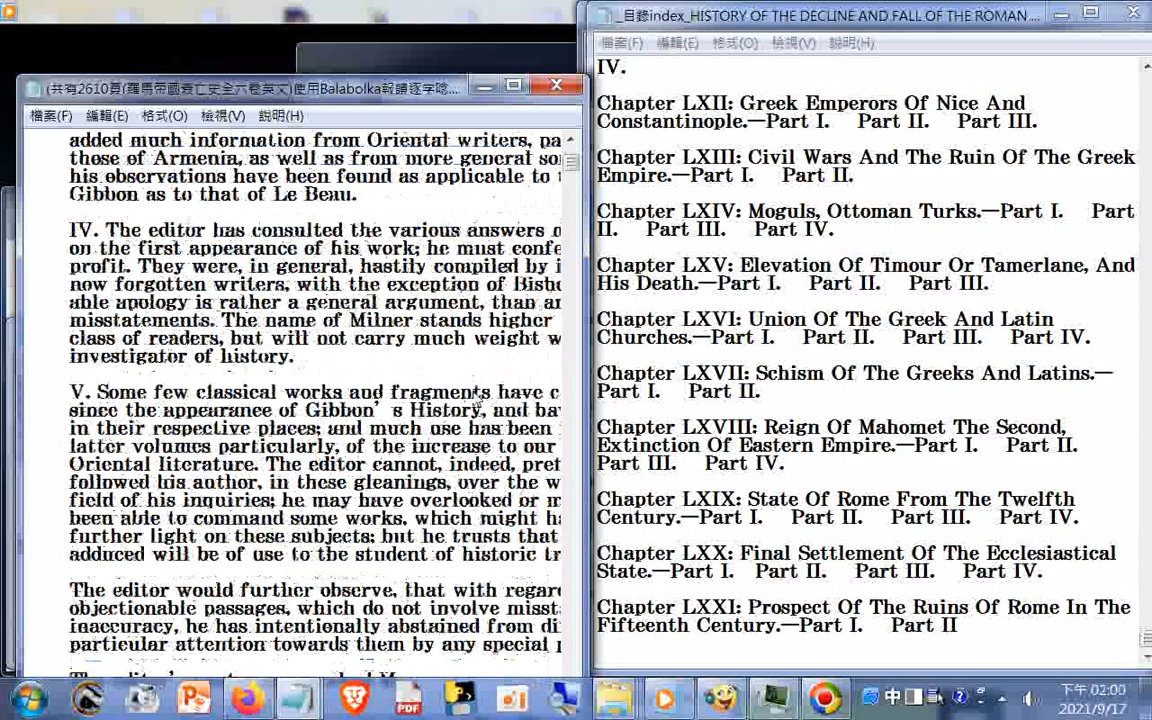 _目錄index_HISTORY OF THE DECLINE AND FALL OF THE ROMAN ...
檔案(F) 編輯(E) 格式(O) 檢視(V) 說明(H)
IV.
Chapter LXII: Greek Emperors Of Nice And
Constantinople.—Part I. Part II. Part III.
Chapter LXIII: Civil Wars And The Ruin Of The Greek
Empire.—Part I. Part II.
Chapter LXIV: Moguls, Ottoman Turks.—Part I. Part
II. Part III. Part IV.
Chapter LXV: Elevation Of Timour Or Tamerlane, And
His Death.—Part I. Part II. Part III.
Chapter LXVI: Union Of The Greek And Latin
Churches.—Part I. Part II. Part III. Part IV.
Chapter LXVII: Schism Of The Greeks And Latins.—
Part I. Part II.
Chapter LXVIII: Reign Of Mahomet The Second,
Extinction Of Eastern Empire.—Part I. Part II.
Part III. Part IV.
Chapter LXIX: State Of Rome From The Twelfth
Century.—Part I. Part II. Part III. Part IV.
Chapter LXX: Final Settlement Of The Ecclesiastical
State.—Part I. Part II. Part III. Part IV.
Chapter LXXI: Prospect Of The Ruins Of Rome In The
Fifteenth Century.—Part I. Part II
(共有2610頁(羅馬帝國衰亡史全六卷英文)使用Balabolka報讀逐字唸...
檔案(F) 編輯(E) 格式(O) 檢視(V) 說明(H)
added much information from Oriental writers, pa
those of Armenia, as well as from more general so
his observations have been found as applicable to t
Gibbon as to that of Le Beau.
IV. The editor has consulted the various answers o
on the first appearance of his work; he must confe
profit. They were, in general, hastily compiled by i
now forgotten writers, with the exception of Bisho
able apology is rather a general argument, than an
misstatements. The name of Milner stands higher
class of readers, but will not carry much weight w
investigator of history.
V. Some few classical works and fragments have c
since the appearance of Gibbon’s History, and ha
in their respective places; and much use has been
latter volumes particularly, of the increase to our
Oriental literature. The editor cannot, indeed, pret
followed his author, in these gleanings, over the w
field of his inquiries; he may have overlooked or m
been able to command some works, which might ha
further light on these subjects; but he trusts that
adduced will be of use to the student of historic tr
The editor would further observe, that with regar
objectionable passages, which do not involve misst
inaccuracy, he has intentionally abstained from di
particular attention towards them by any special p
PDF
中
下午 02:00
2021/9/17